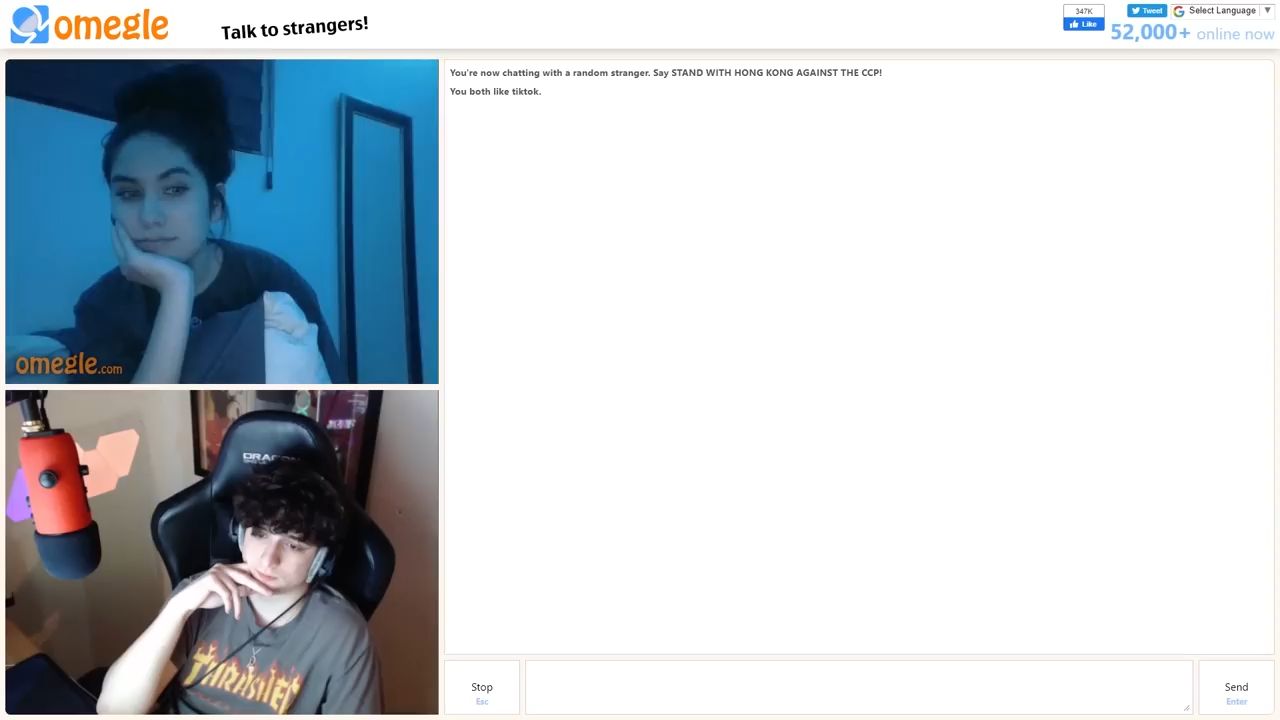 omegle
Talk to strangers!
347K
Like
Tweet
Select Language ▼
52,000+ online now
You're now chatting with a random stranger. Say STAND WITH HONG KONG AGAINST THE CCP!
You both like tiktok.
omegle.com
THRASHER
Stop
Esc
Send
Enter